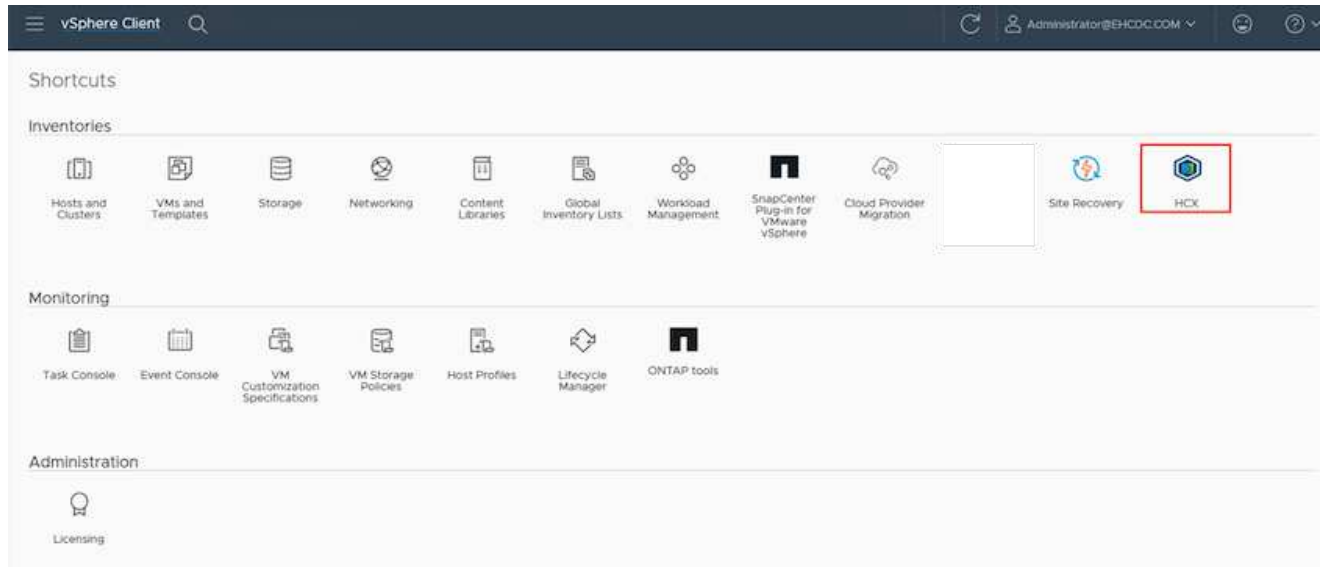 vSphere Client
Administrator@EHCDC.COM
Shortcuts
Inventories
Hosts and Clusters
VMs and Templates
Storage
Networking
Content Libraries
Global Inventory Lists
Workload Management
SnapCenter Plug-in for VMware vSphere
Cloud Provider Migration
Site Recovery
HCX
Monitoring
Task Console
Event Console
VM Customization Specifications
VM Storage Policies
Host Profiles
Lifecycle Manager
ONTAP tools
Administration
Licensing